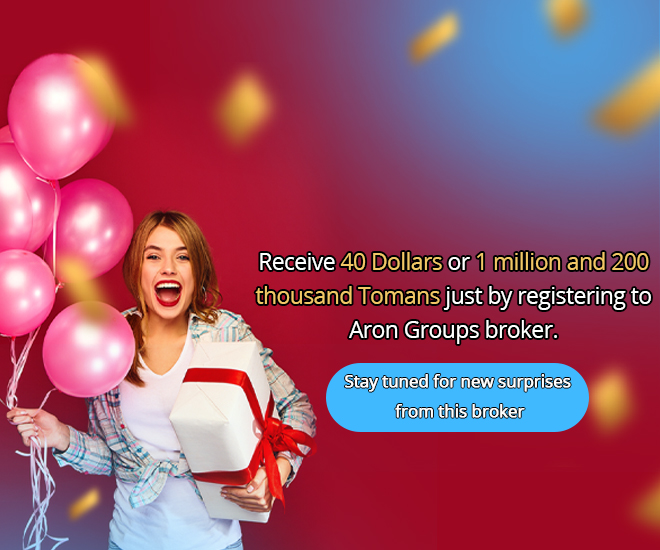 Receive 40 Dollars or 1 million and 200
thousand Tomans just by registering to
Aron Groups broker.
Stay tuned for new surprises
from this broker